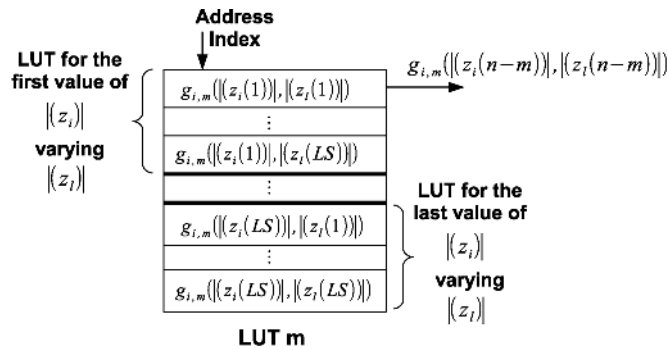 Address
Index
LUT for the
first value of
|(z_i)|
varying
|(z_l)|
g_{i,m}(|(z_i(n−m))|,|(z_l(n−m))|)
g_{i,m}(|(z_i(1))|,|(z_l(1)|)
⋮
g_{i,m}(|(z_i(1))|,|(z_l(LS))|)
⋮
g_{i,m}(|(z_i(LS))|,|(z_l(1)|)
⋮
g_{i,m}(|(z_i(LS))|,|(z_l(LS))|)
LUT for the
last value of
|(z_i)|
varying
|(z_l)|
LUT m